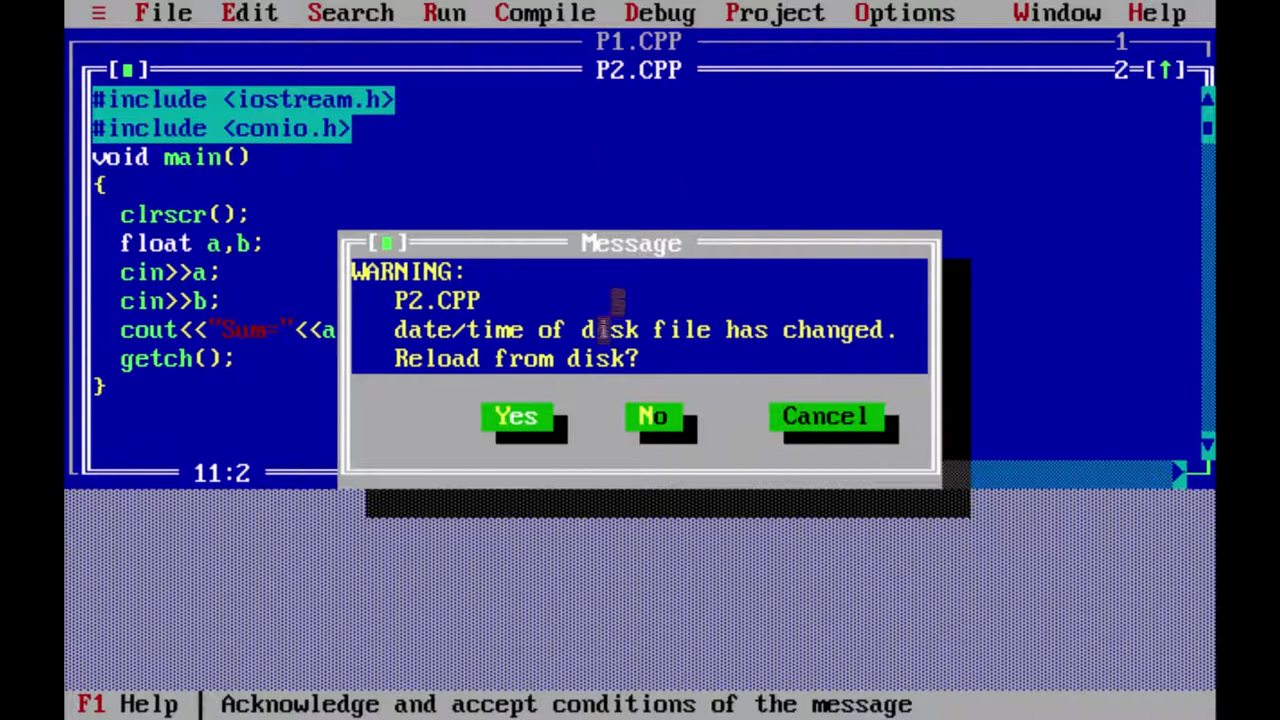 ≡ File Edit Search Run Compile Debug Project Options Window Help
P1.CPP 1
[■] P2.CPP 2=[↑]
#include <iostream.h>
#include <conio.h>
void main()
{
clrscr();
float a,b;
cin>>a;
cin>>b;
cout<<"Sum="<<a
getch();
}
11:2
[■] Message
WARNING:
P2.CPP
date/time of disk file has changed.
Reload from disk?
Yes No Cancel
F1 Help │ Acknowledge and accept conditions of the message